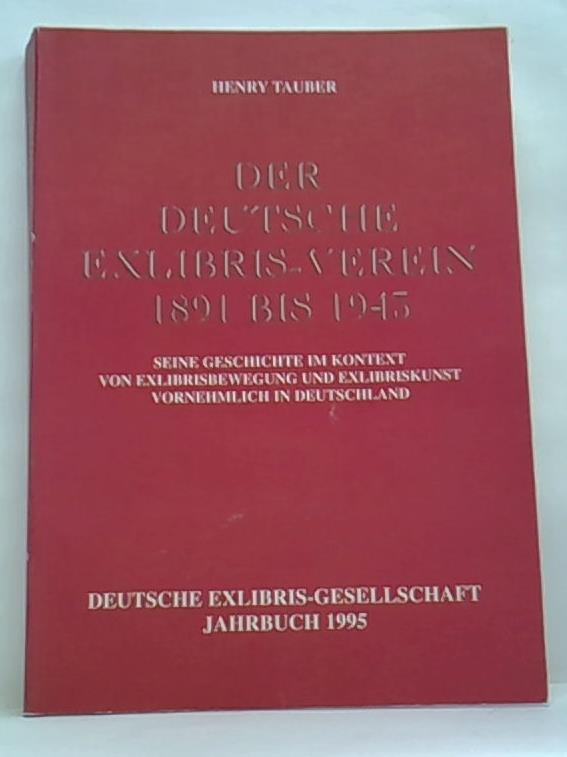 HENRY TAUBER
DER
DEUTSCHE
EXLIBRIS-VEREIN
1891 BIS 1943
SEINE GESCHICHTE IM KONTEXT
VON EXLIBRISBEWEGUNG UND EXLIBRISKUNST
VORNEHMLICH IN DEUTSCHLAND
DEUTSCHE EXLIBRIS-GESELLSCHAFT
JAHRBUCH 1995